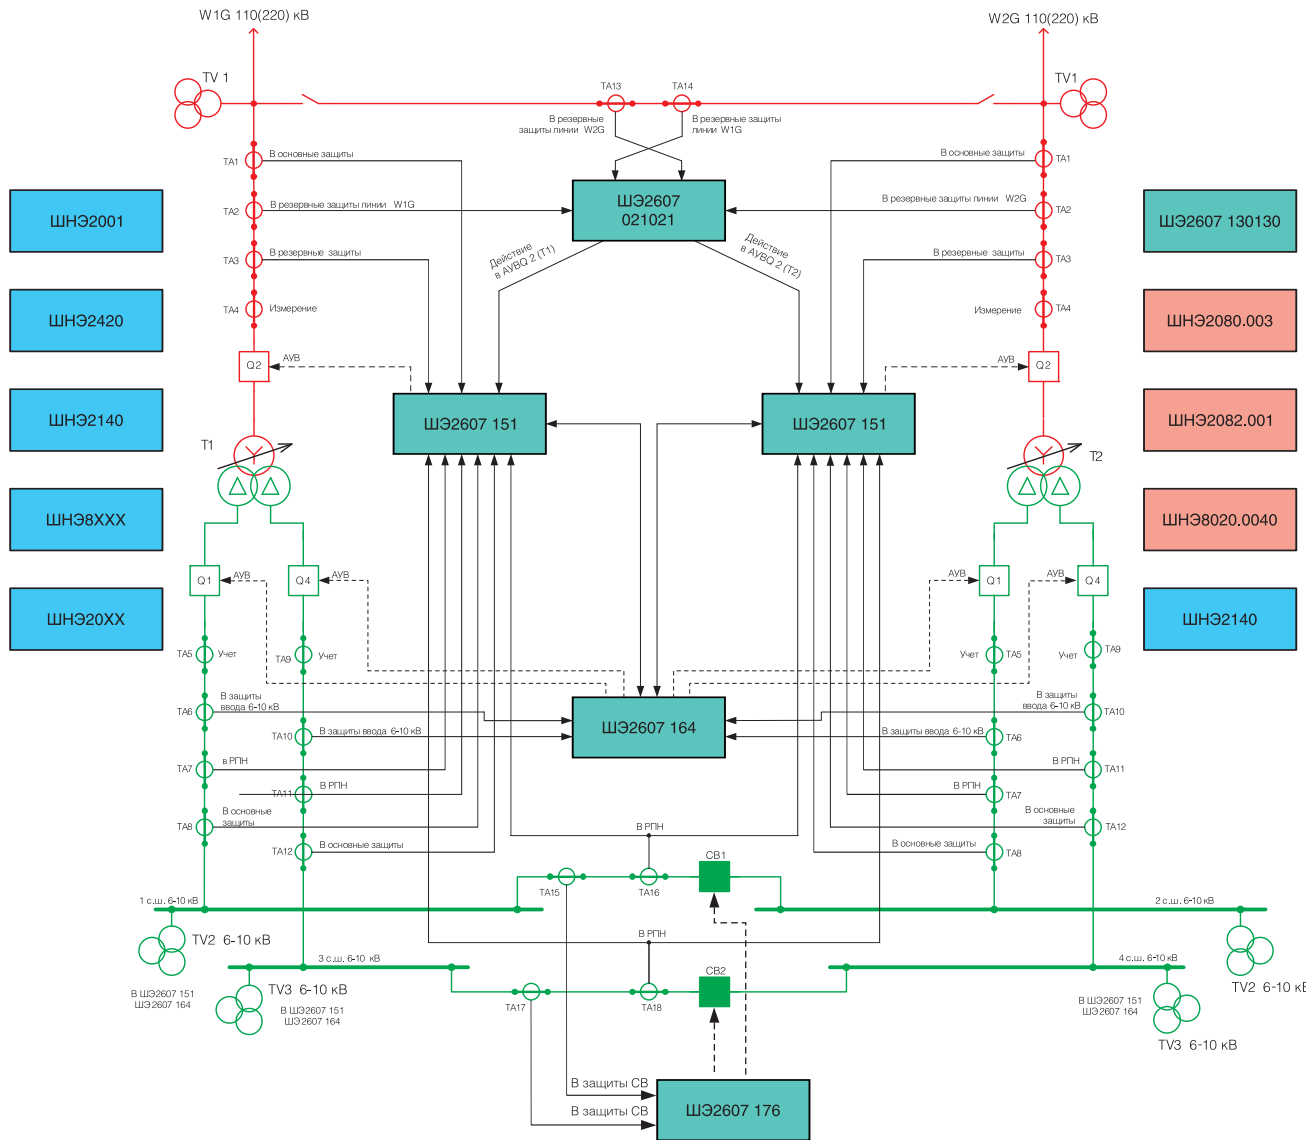 W1G 110(220) кВ
W2G 110(220) кВ
TV 1
TV1
TA13
TA14
В резервные
защиты линии W2G
В резервные защиты
линии W1G
TA1
В основные защиты
В основные защиты
TA1
ШЭ2607
021021
ШНЭ2001
TA2
В резервные защиты линии W1G
В резервные защиты линии W2G
TA2
ШЭ2607 130130
TA3
В резервные защиты
Действие
в АУВQ 2 (Т1)
Действие
в АУВQ 2 (Т2)
В резервные защиты
TA3
ШНЭ2420
TA4
Измерение
Измерение
TA4
ШНЭ2080.003
Q2
АУВ
АУВ
Q2
ШНЭ2140
ШЭ2607 151
ШЭ2607 151
ШНЭ2082.001
T1
T2
ШНЭ8XXX
ШНЭ8020.0040
Q1
АУВ
Q4
АУВ
АУВ
Q1
АУВ
Q4
ШНЭ20XX
ШНЭ2140
TA5
Учет
TA9
Учет
Учет
TA5
Учет
TA9
В защиты
ввода 6-10 кВ
TA6
В защиты
ввода 6-10 кВ
TA10
ШЭ2607 164
TA10
В защиты ввода 6-10 кВ
В защиты ввода 6-10 кВ
TA6
TA7
в РПН
В РПН
TA11
TA11
В РПН
В РПН
TA7
TA8
В основные
защиты
В основные
защиты
TA12
TA12
В основные защиты
В РПН
В основные защиты
TA8
СВ1
TA15
TA16
1 с.ш. 6-10 кВ
2 с.ш. 6-10 кВ
TV2 6-10 кВ
В РПН
3 с.ш. 6-10 кВ
4 с.ш. 6-10 кВ
СВ2
TV3 6-10 кВ
TV2 6-10 кВ
В ШЭ2607 151
ШЭ2607 164
В ШЭ2607 151
ШЭ2607 164
TA17
TA18
В ШЭ2607 151
ШЭ2607 164
TV3 6-10 кВ
В защиты СВ
В защиты СВ
ШЭ2607 176